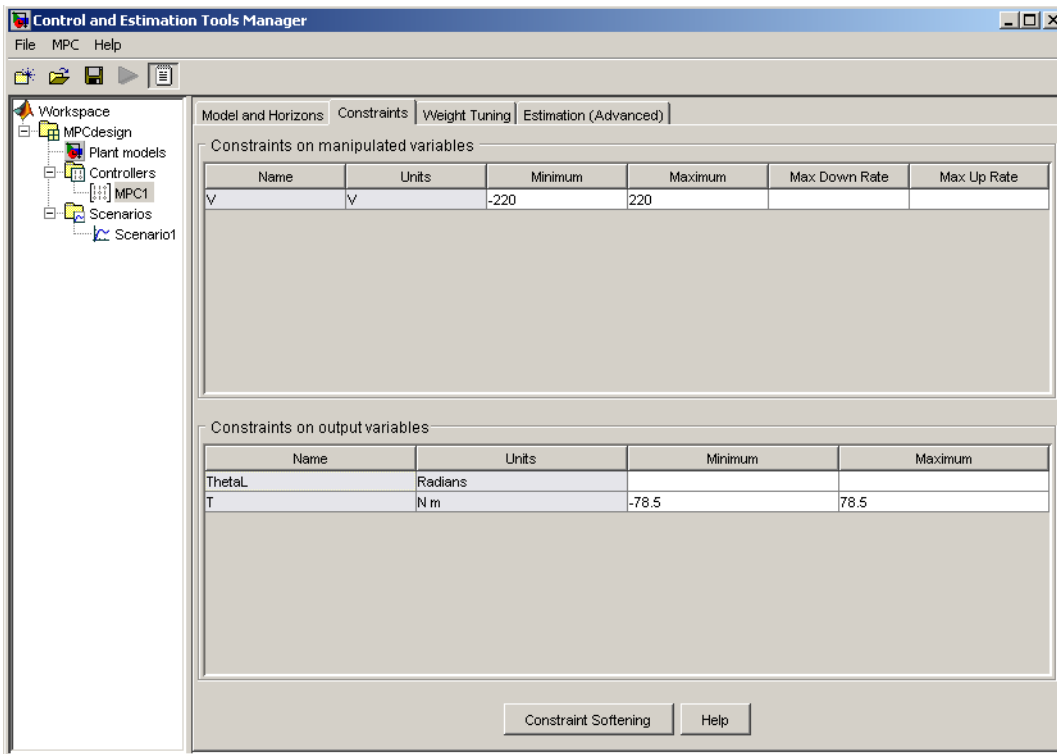 Control and Estimation Tools Manager
File MPC Help
Workspace
MPCdesign
Plant models
Controllers
MPC1
Scenarios
Scenario1
Model and Horizons Constraints Weight Tuning Estimation (Advanced)
Constraints on manipulated variables
Name Units Minimum Maximum Max Down Rate Max Up Rate
V V -220 220
Constraints on output variables
Name Units Minimum Maximum
ThetaL Radians
T N m -78.5 78.5
Constraint Softening Help